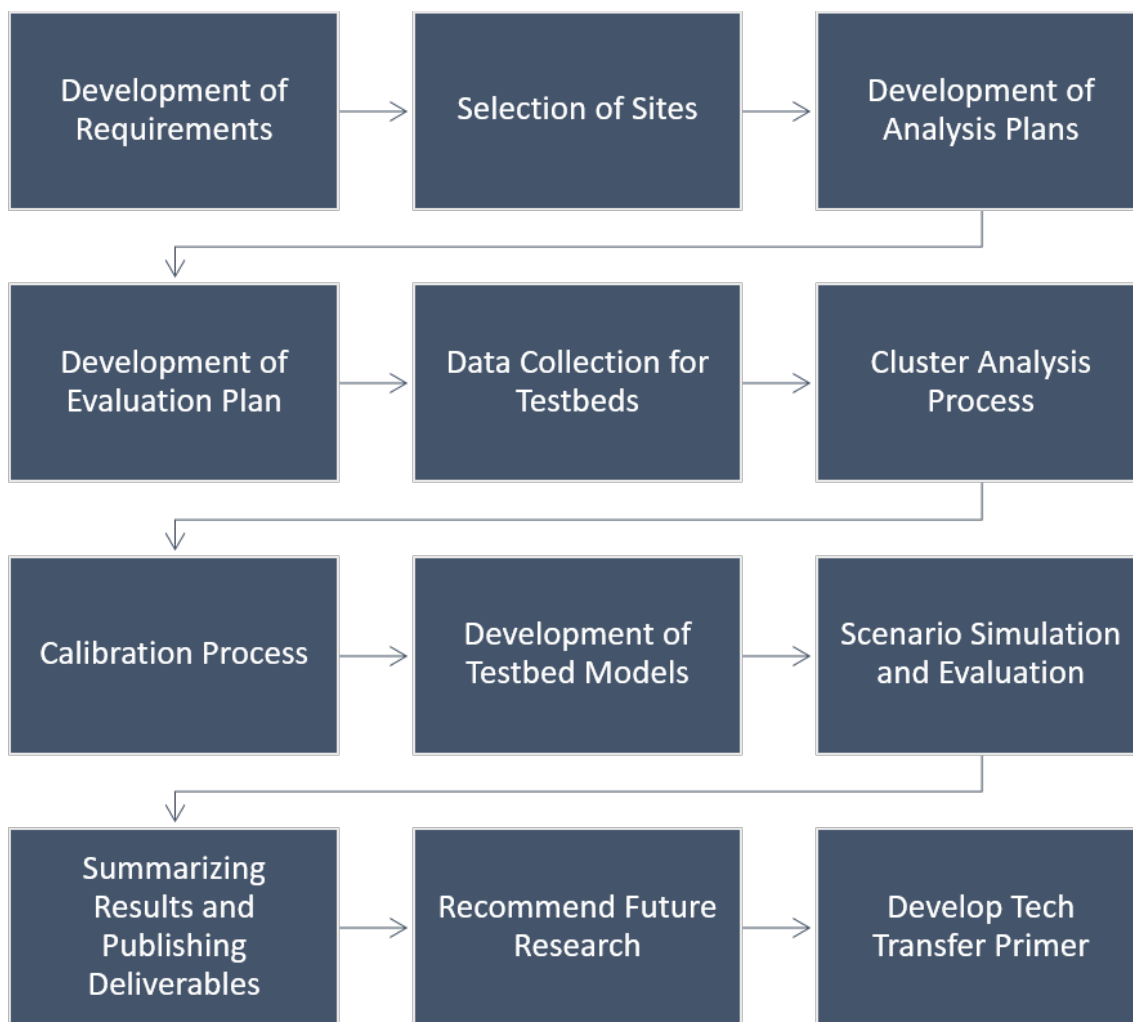 Development of
Requirements
Selection of Sites
Development of
Analysis Plans
Development of
Evaluation Plan
Data Collection for
Testbeds
Cluster Analysis
Process
Calibration Process
Development of
Testbed Models
Scenario Simulation
and Evaluation
Summarizing
Results and
Publishing
Deliverables
Recommend Future
Research
Develop Tech
Transfer Primer